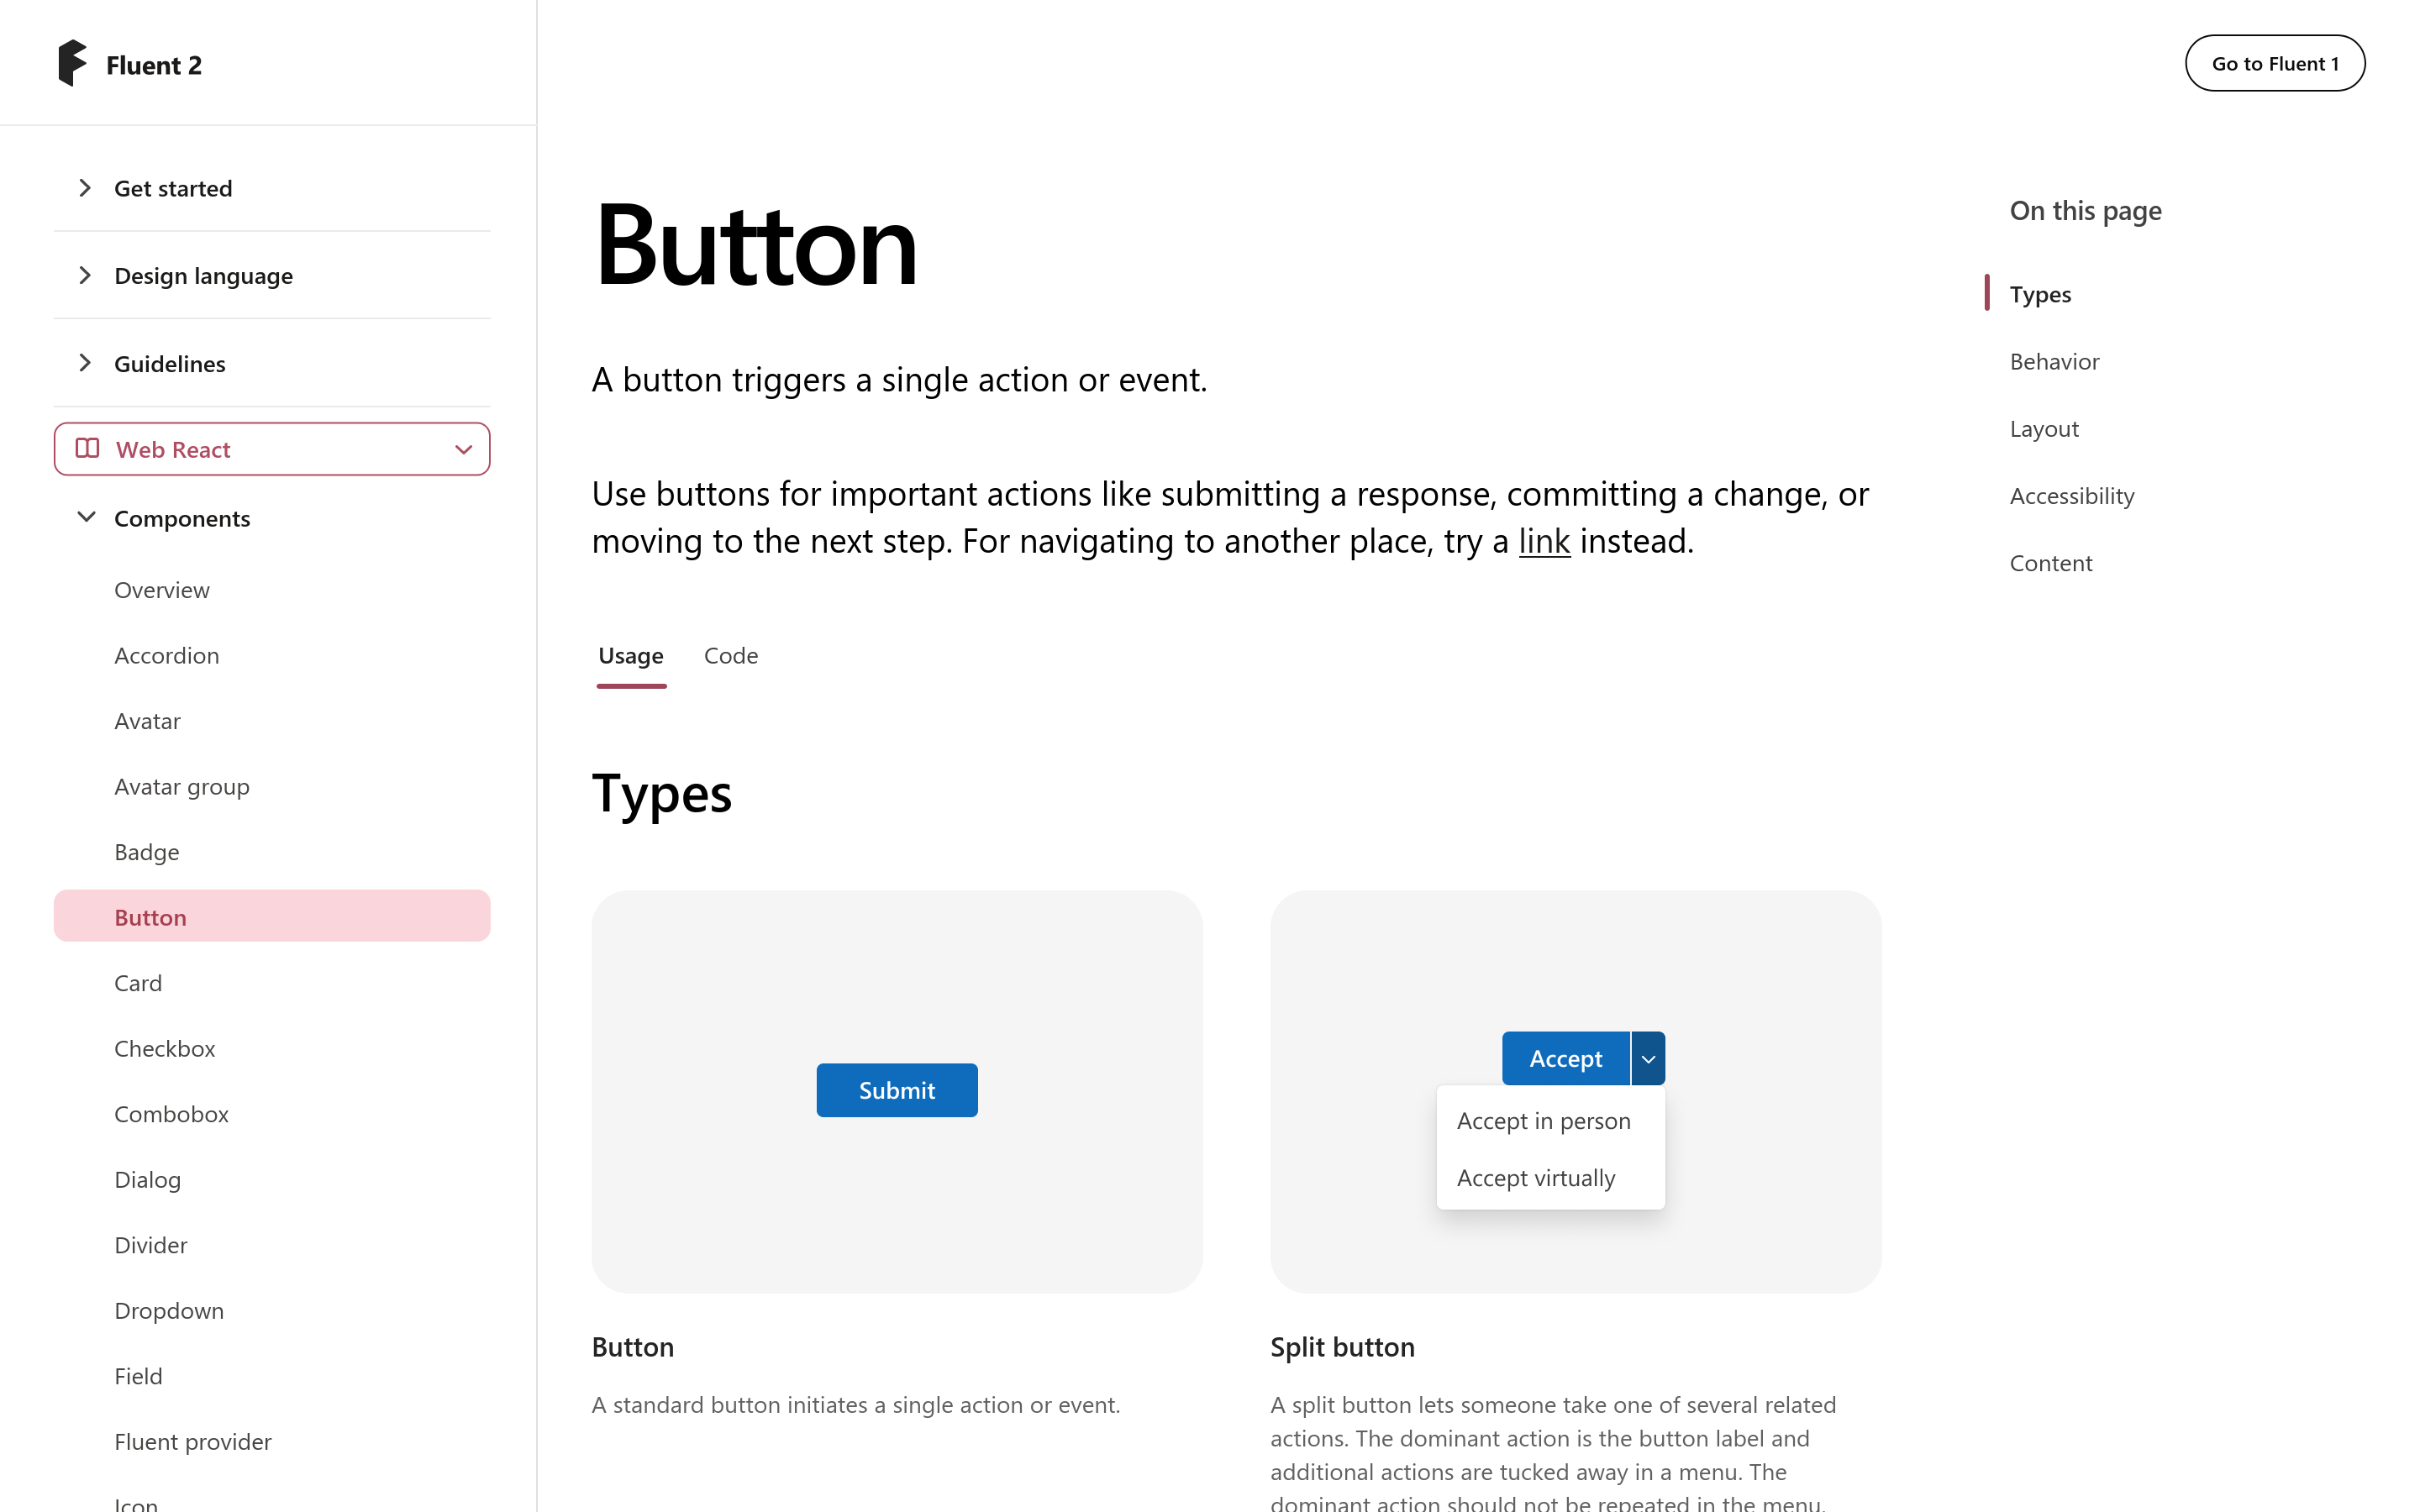 Fluent 2
Go to Fluent 1
Get started
Design language
Guidelines
Web React
Components
Overview
Accordion
Avatar
Avatar group
Badge
Button
Card
Checkbox
Combobox
Dialog
Divider
Dropdown
Field
Fluent provider
Icon
Button
A button triggers a single action or event.
Use buttons for important actions like submitting a response, committing a change, or
moving to the next step. For navigating to another place, try a link instead.
Usage
Code
Types
Submit
Button
A standard button initiates a single action or event.
Accept
Accept in person
Accept virtually
Split button
A split button lets someone take one of several related
actions. The dominant action is the button label and
additional actions are tucked away in a menu. The
dominant action should not be repeated in the menu.
On this page
Types
Behavior
Layout
Accessibility
Content